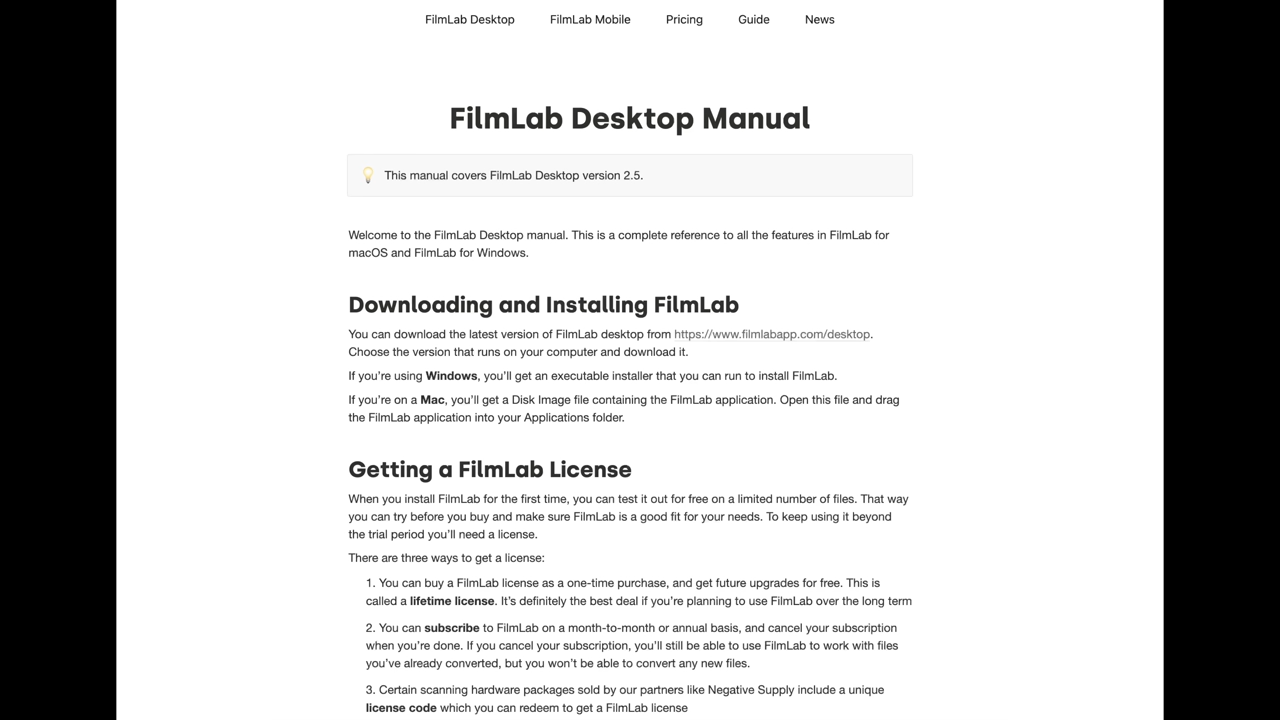 FilmLab Desktop FilmLab Mobile Pricing Guide News
FilmLab Desktop Manual
This manual covers FilmLab Desktop version 2.5.
Welcome to the FilmLab Desktop manual. This is a complete reference to all the features in FilmLab for
macOS and FilmLab for Windows.
Downloading and Installing FilmLab
You can download the latest version of FilmLab desktop from https://www.filmlabapp.com/desktop.
Choose the version that runs on your computer and download it.
If you’re using Windows, you’ll get an executable installer that you can run to install FilmLab.
If you’re on a Mac, you’ll get a Disk Image file containing the FilmLab application. Open this file and drag
the FilmLab application into your Applications folder.
Getting a FilmLab License
When you install FilmLab for the first time, you can test it out for free on a limited number of files. That way
you can try before you buy and make sure FilmLab is a good fit for your needs. To keep using it beyond
the trial period you’ll need a license.
There are three ways to get a license:
1. You can buy a FilmLab license as a one-time purchase, and get future upgrades for free. This is
called a lifetime license. It’s definitely the best deal if you’re planning to use FilmLab over the long term
2. You can subscribe to FilmLab on a month-to-month or annual basis, and cancel your subscription
when you’re done. If you cancel your subscription, you’ll still be able to use FilmLab to work with files
you’ve already converted, but you won’t be able to convert any new files.
3. Certain scanning hardware packages sold by our partners like Negative Supply include a unique
license code which you can redeem to get a FilmLab license